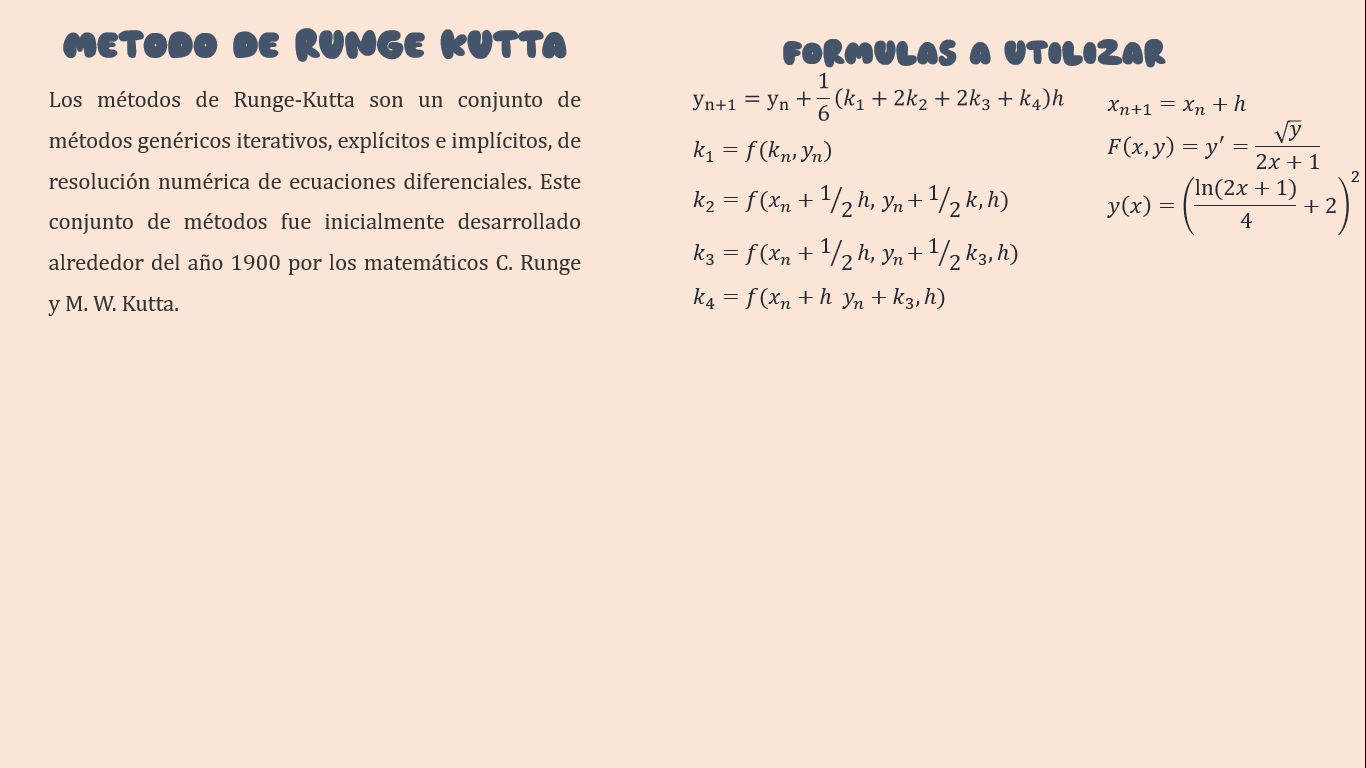 METODO DE RUNGE KUTTA
Los métodos de Runge-Kutta son un conjunto de
métodos genéricos iterativos, explícitos e implícitos, de
resolución numérica de ecuaciones diferenciales. Este
conjunto de métodos fue inicialmente desarrollado
alrededor del año 1900 por los matemáticos C. Runge
y M. W. Kutta.
FORMULAS A UTILIZAR
y_{n+1} = y_n + \frac{1}{6}(k_1 + 2k_2 + 2k_3 + k_4)h
k_1 = f(k_n, y_n)
k_2 = f(x_n + 1/2 h, y_n + 1/2 k, h)
k_3 = f(x_n + 1/2 h, y_n + 1/2 k_3, h)
k_4 = f(x_n + h  y_n + k_3, h)
x_{n+1} = x_n + h
F(x, y) = y' = \frac{\sqrt{y}}{2x + 1}
y(x) = \left(\frac{\ln(2x + 1)}{4} + 2\right)^2